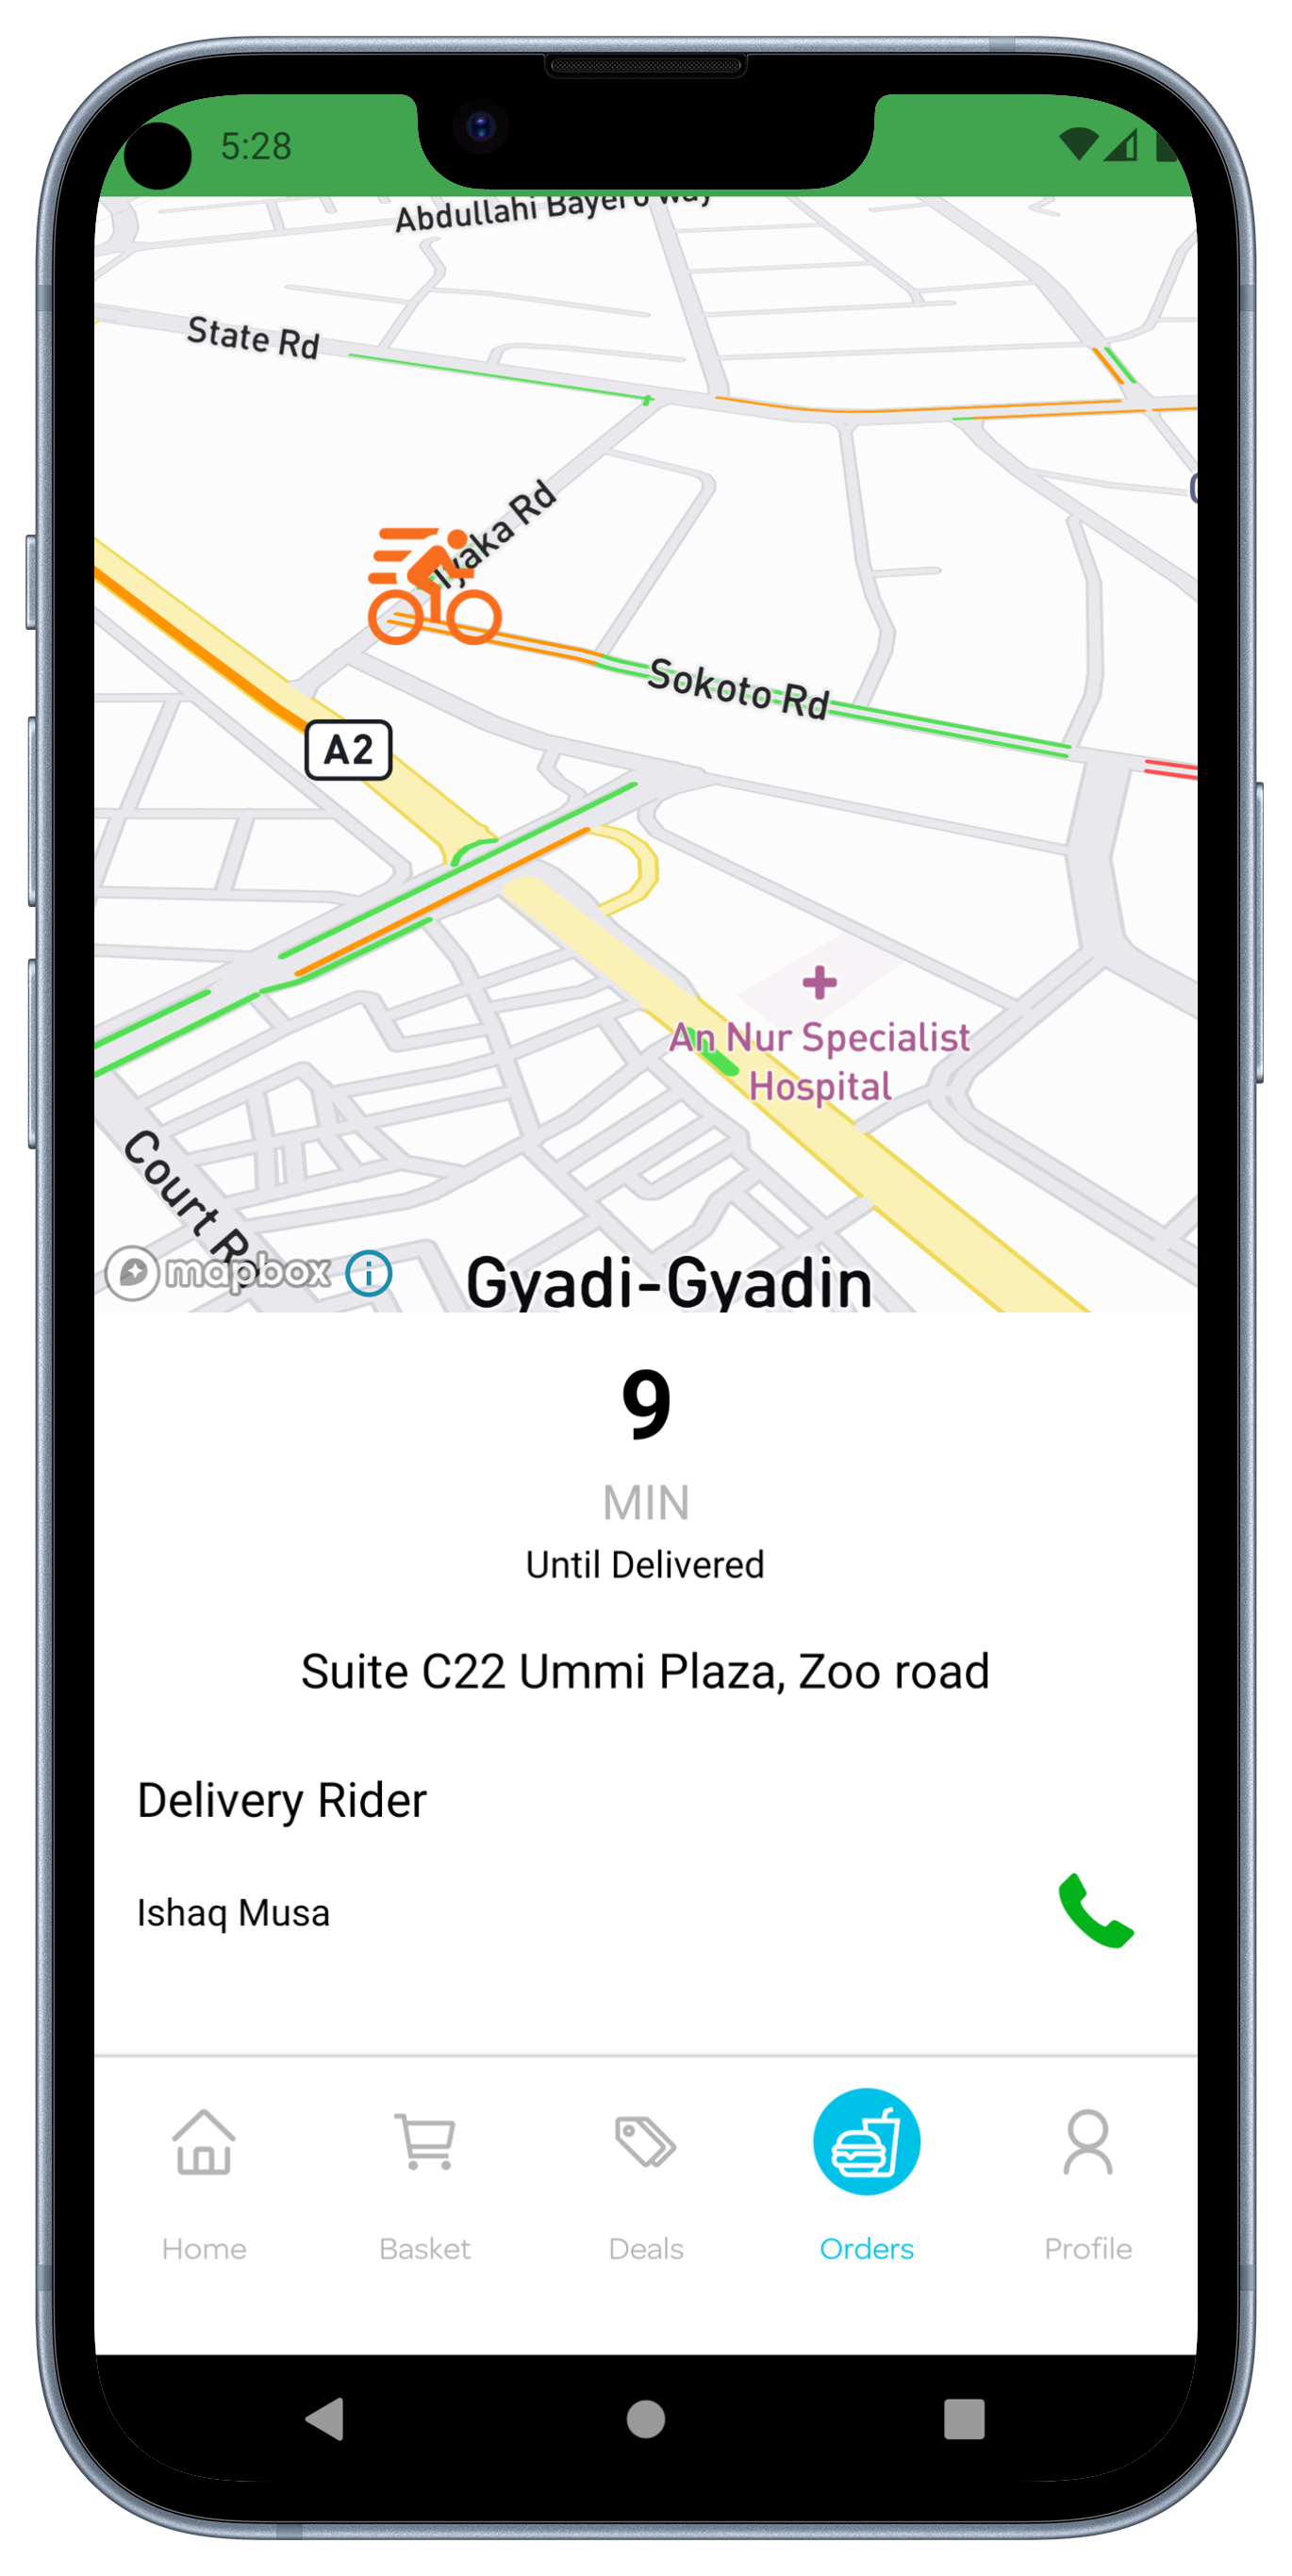 5:28
Abdullahi Bayero Way
State Rd
Iyaka Rd
Sokoto Rd
A2
An Nur Specialist
Hospital
Court Rd
mapbox
Gyadi-Gyadin
9
MIN
Until Delivered
Suite C22 Ummi Plaza, Zoo road
Delivery Rider
Ishaq Musa
Home
Basket
Deals
Orders
Profile